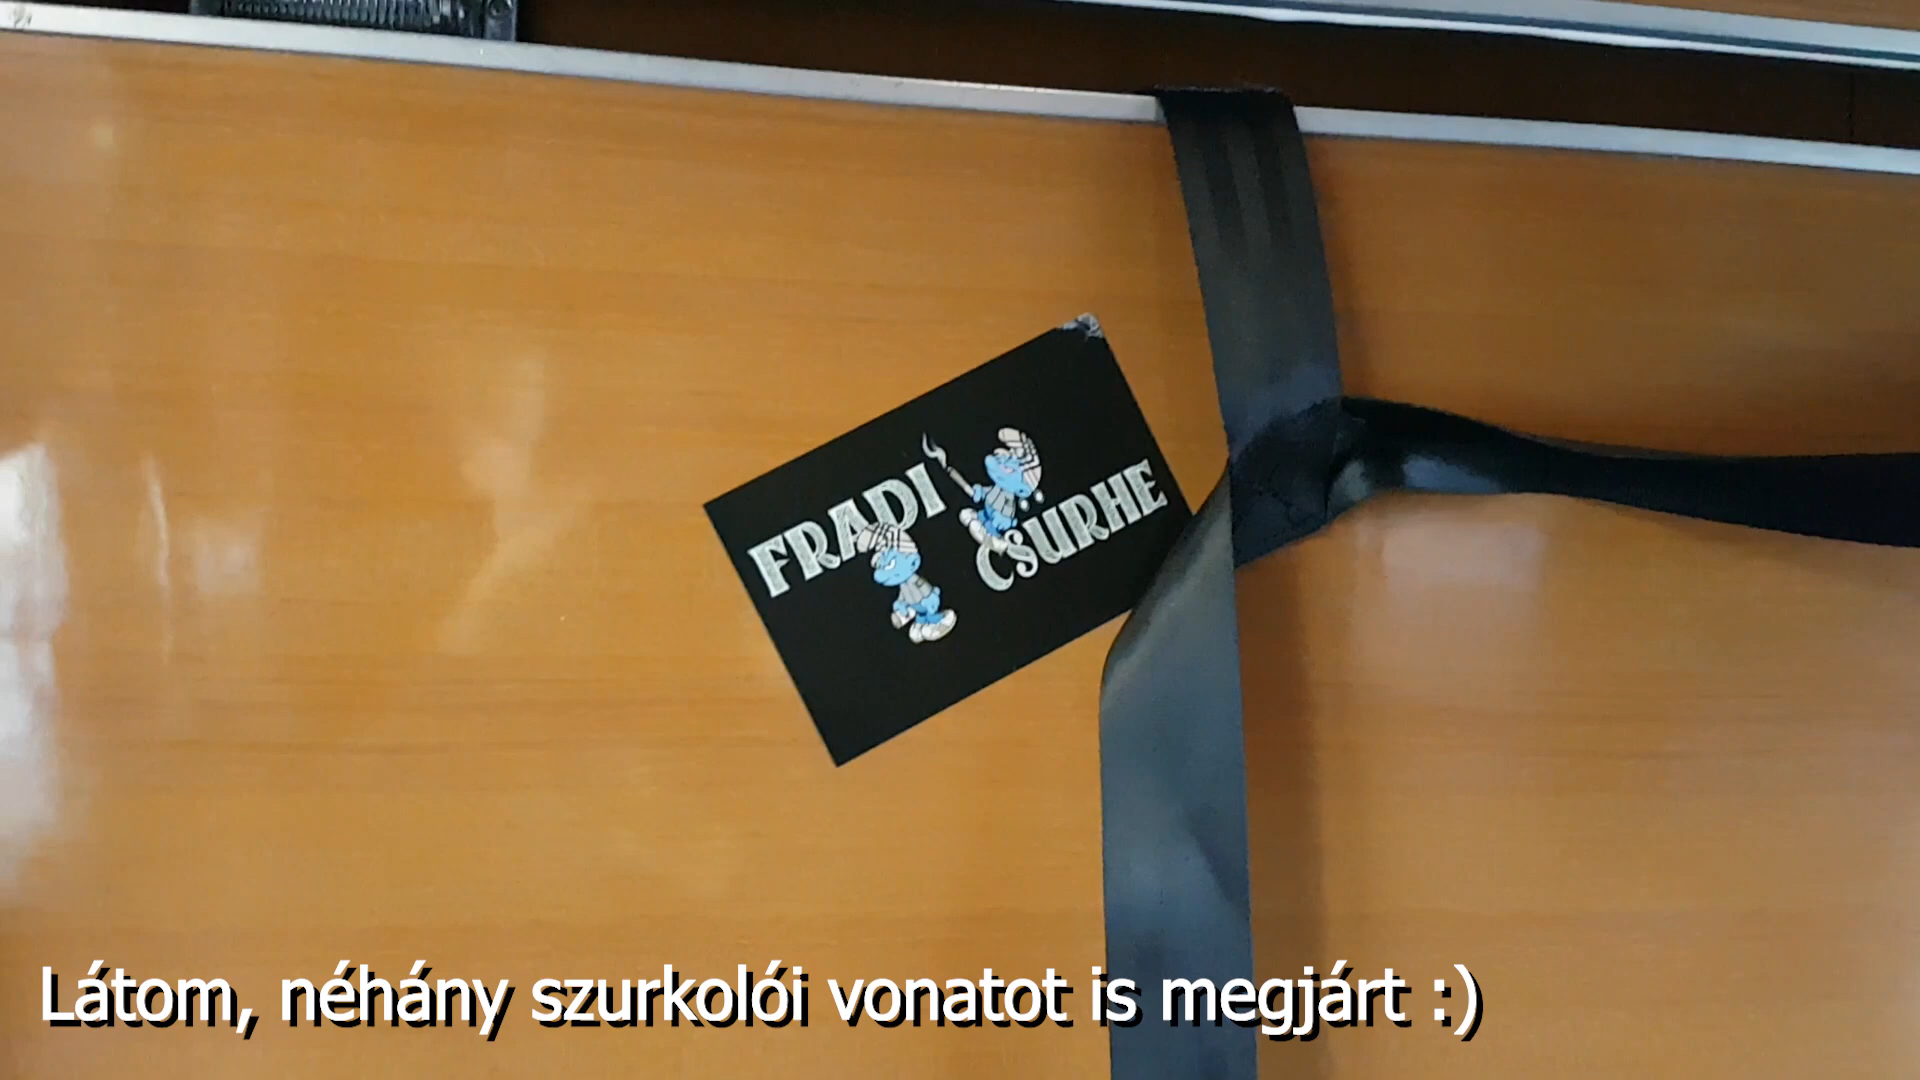 FRADI
CSURHE
Látom, néhány szurkolói vonatot is megjárt :)